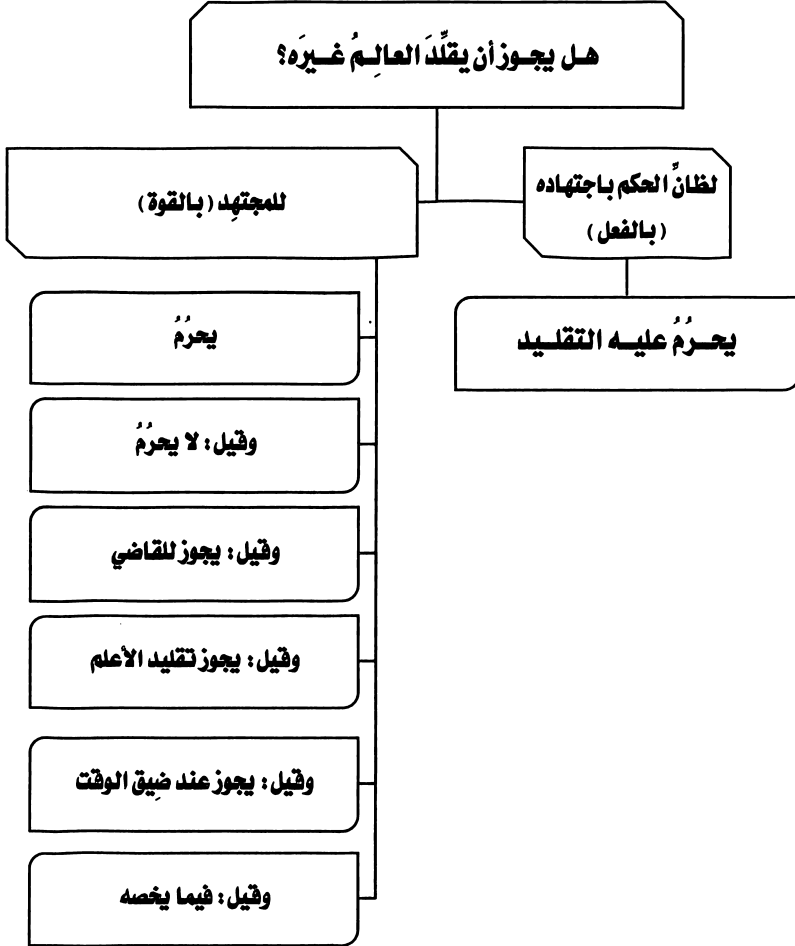 هل يجوز أن يقلِّدَ العالِمُ غيرَه؟
لظانِّ الحكم باجتهاده
(بالفعل)
يحرُمُ عليه التقليد
للمجتهِد (بالقوة)
يحرُمُ
وقيل: لا يحرُمُ
وقيل: يجوز للقاضي
وقيل: يجوز تقليد الأعلم
وقيل: يجوز عند ضِيق الوقت
وقيل: فيما يخصه